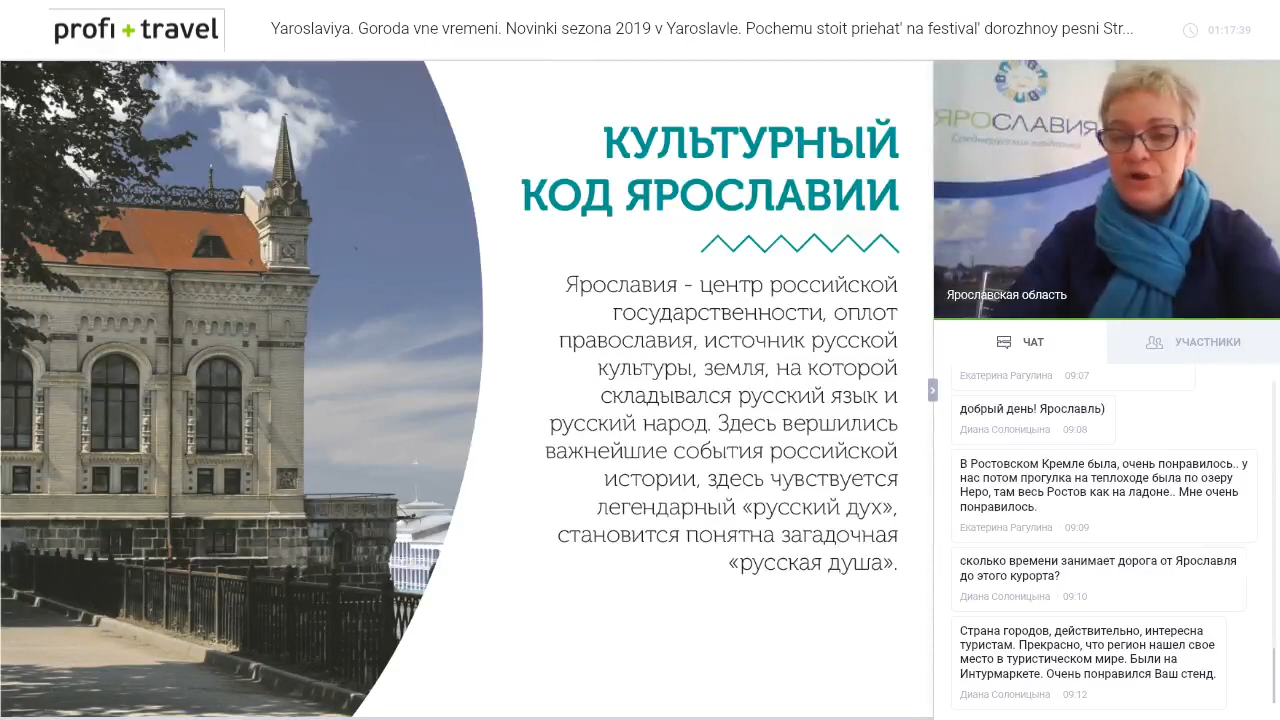 profi + travel
Yaroslaviya. Goroda vne vremeni. Novinki sezona 2019 v Yaroslavle. Pochemu stoit priehat' na festival' dorozhnoy pesni Str...
01:17:39
КУЛЬТУРНЫЙ
КОД ЯРОСЛАВИИ
Ярославия - центр российской
государственности, оплот
православия, источник русской
культуры, земля, на которой
складывался русский язык и
русский народ. Здесь вершились
важнейшие события российской
истории, здесь чувствуется
легендарный «русский дух»,
становится понятна загадочная
«русская душа».
ЯРОСЛАВИЯ
Ярославская область
ЧАТ
УЧАСТНИКИ
Екатерина Рагулина 09:07
добрый день! Ярославль)
Диана Солоницына 09:08
В Ростовском Кремле была, очень понравилось.. у
нас потом прогулка на теплоходе была по озеру
Неро, там весь Ростов как на ладоне.. Мне очень
понравилось.
Екатерина Рагулина 09:09
сколько времени занимает дорога от Ярославля
до этого курорта?
Диана Солоницына 09:10
Страна городов, действительно, интересна
туристам. Прекрасно, что регион нашел свое
место в туристическом мире. Были на
Интурмаркете. Очень понравился Ваш стенд.
Диана Солоницына 09:12